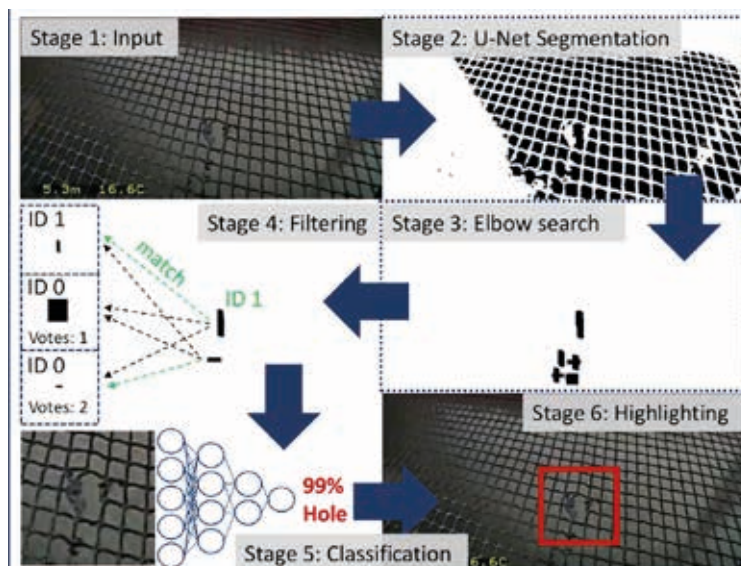 Stage 1: Input
5.3m 16.6C
Stage 2: U-Net Segmentation
Stage 3: Elbow search
Stage 4: Filtering
ID 1
ID 0
Votes: 1
ID 0
Votes: 2
match
ID 1
99%
Hole
Stage 5: Classification
Stage 6: Highlighting
6.6C